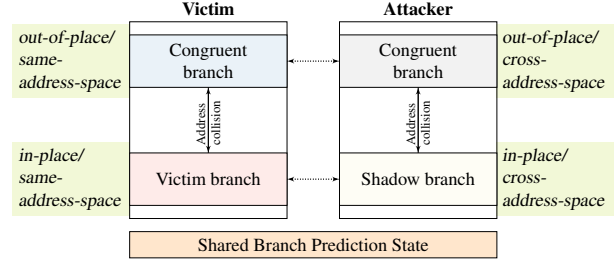 Victim
Attacker
out-of-place/
same-
address-space
Congruent
branch
Congruent
branch
out-of-place/
cross-
address-space
Address
collision
Address
collision
in-place/
same-
address-space
Victim branch
Shadow branch
in-place/
cross-
address-space
Shared Branch Prediction State